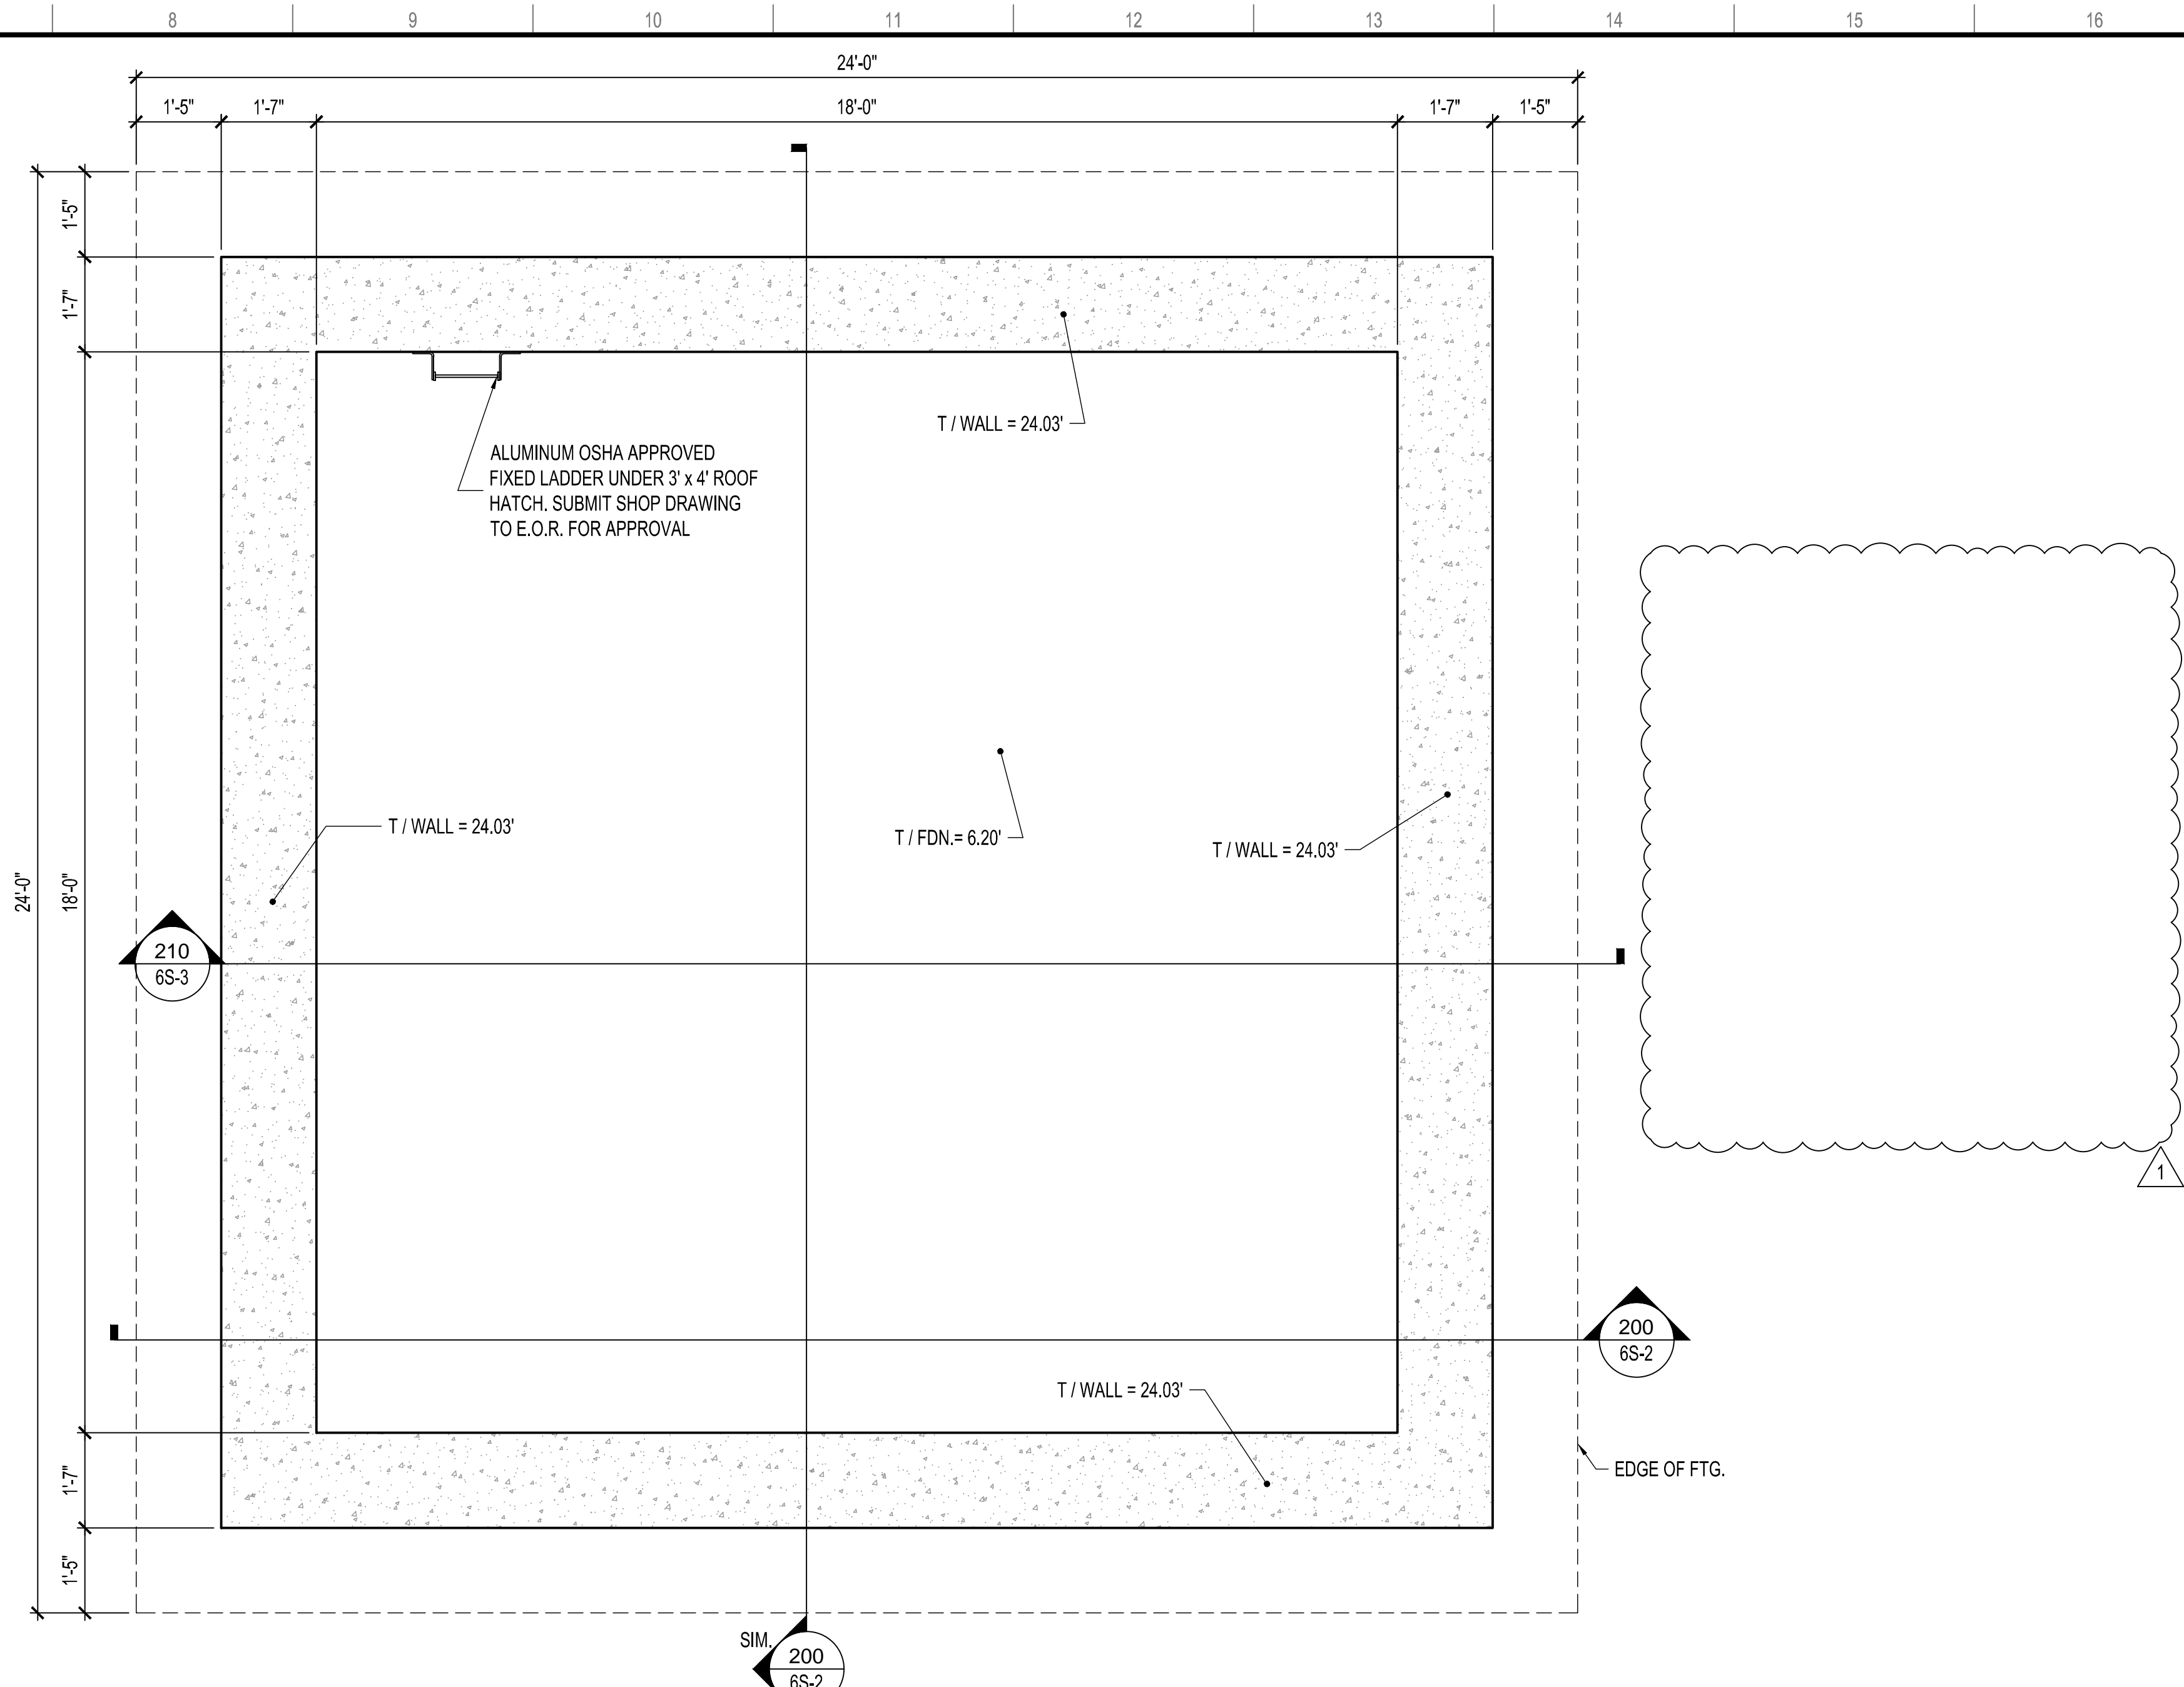 8 9 10 11 12 13 14 15 16
24'-0"
1'-5" 1'-7" 18'-0" 1'-7" 1'-5"
1'-5"
1'-7"
T / WALL = 24.03'
ALUMINUM OSHA APPROVED
FIXED LADDER UNDER 3' x 4' ROOF
HATCH. SUBMIT SHOP DRAWING
TO E.O.R. FOR APPROVAL
T / WALL = 24.03'
T / FDN.= 6.20'
T / WALL = 24.03'
24'-0"
18'-0"
210
6S-3
1
200
6S-2
T / WALL = 24.03'
EDGE OF FTG.
1'-7"
1'-5"
SIM.
200
6S-2